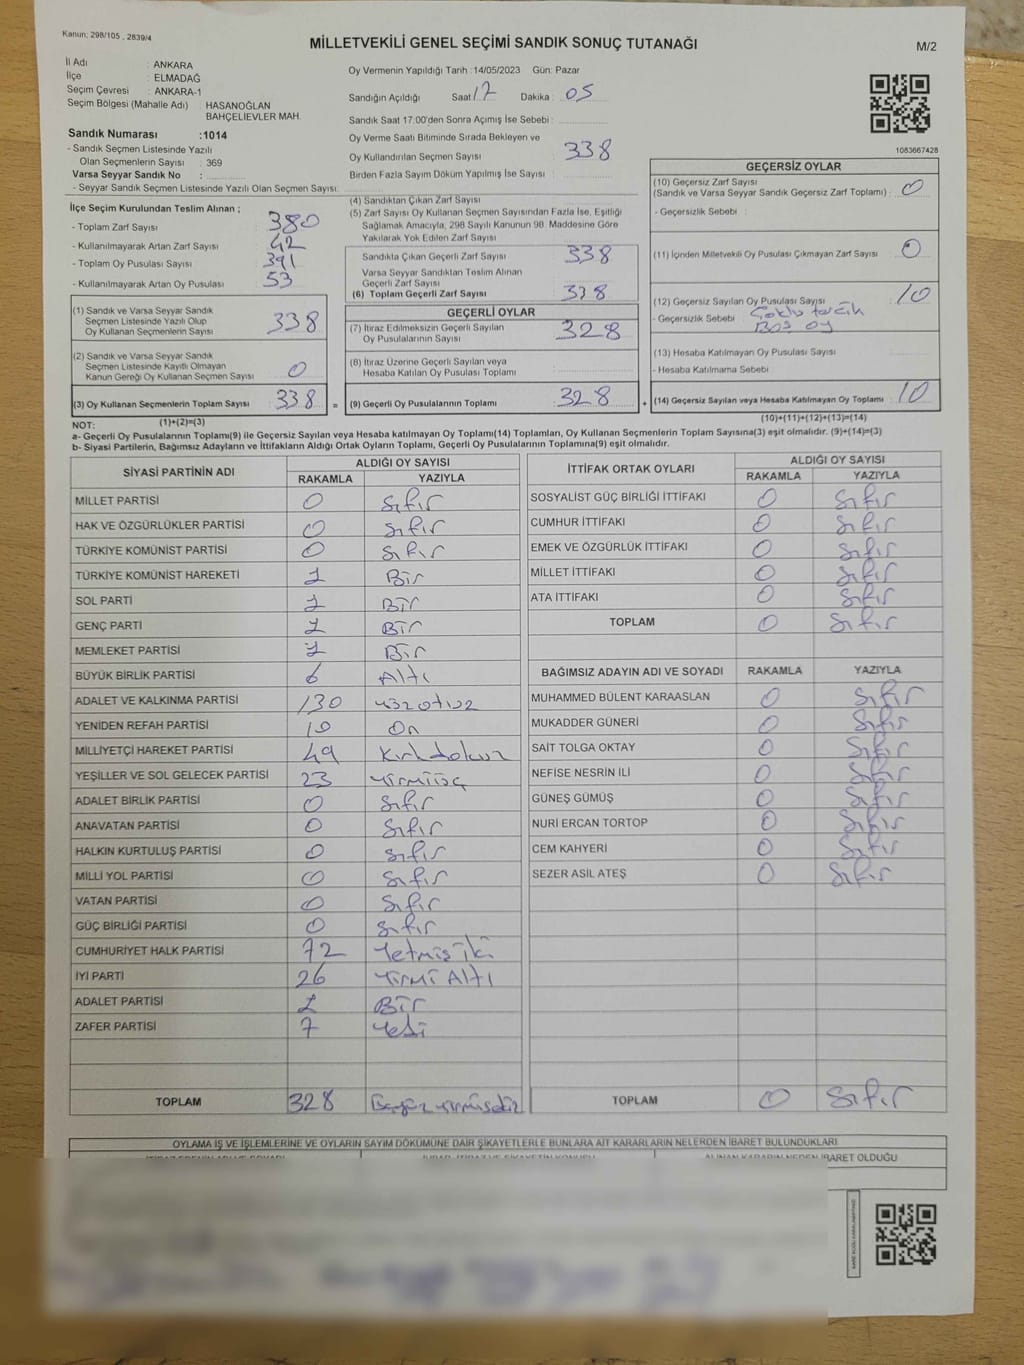 Kanun: 298/105 , 2839/4
MİLLETVEKİLİ GENEL SEÇİMİ SANDIK SONUÇ TUTANAĞI
M/2
İl Adı : ANKARA
İlçe : ELMADAĞ
Seçim Çevresi : ANKARA-1
Seçim Bölgesi (Mahalle Adı) : HASANOĞLAN
BAHÇELİEVLER MAH.
Sandık Numarası :1014
- Sandık Seçmen Listesinde Yazılı
Olan Seçmenlerin Sayısı : 369
Varsa Seyyar Sandık No :
- Seyyar Sandık Seçmen Listesinde Yazılı Olan Seçmen Sayısı:
Oy Vermenin Yapıldığı Tarih :14/05/2023 Gün: Pazar
Sandığın Açıldığı Saat 17 Dakika : 05
Sandık Saat 17:00'den Sonra Açılmış İse Sebebi :
Oy Verme Saati Bitiminde Sırada Bekleyen ve
Oy Kullandırılan Seçmen Sayısı 338
Birden Fazla Sayım Döküm Yapılmış İse Sayısı :
1083667428
İlçe Seçim Kurulundan Teslim Alınan ;
- Toplam Zarf Sayısı : 380
- Kullanılmayarak Artan Zarf Sayısı : 42
- Toplam Oy Pusulası Sayısı : 391
- Kullanılmayarak Artan Oy Pusulası : 53
(1) Sandık ve Varsa Seyyar Sandık
Seçmen Listesinde Yazılı Olup
Oy Kullanan Seçmenlerin Sayısı : 338
(2) Sandık ve Varsa Seyyar Sandık
Seçmen Listesinde Kayıtlı Olmayan
Kanun Gereği Oy Kullanan Seçmen Sayısı : 0
(3) Oy Kullanan Seçmenlerin Toplam Sayısı : 338 =
(1)+(2)=(3)
(4) Sandıktan Çıkan Zarf Sayısı
(5) Zarf Sayısı Oy Kullanan Seçmen Sayısından Fazla İse, Eşitliği
Sağlamak Amacıyla, 298 Sayılı Kanunun 98. Maddesine Göre
Yakılarak Yok Edilen Zarf Sayısı
Sandıkta Çıkan Geçerli Zarf Sayısı 338
Varsa Seyyar Sandıktan Teslim Alınan
Geçerli Zarf Sayısı
(6) Toplam Geçerli Zarf Sayısı : 338
GEÇERLİ OYLAR
(7) İtiraz Edilmeksizin Geçerli Sayılan
Oy Pusulalarının Sayısı : 328
(8) İtiraz Üzerine Geçerli Sayılan veya
Hesaba Katılan Oy Pusulası Toplamı
(9) Geçerli Oy Pusulalarının Toplamı : 328 +
GEÇERSİZ OYLAR
(10) Geçersiz Zarf Sayısı
(Sandık ve Varsa Seyyar Sandık Geçersiz Zarf Toplamı) : 0
- Geçersizlik Sebebi :
(11) İçinden Milletvekili Oy Pusulası Çıkmayan Zarf Sayısı : 0
(12) Geçersiz Sayılan Oy Pusulası Sayısı : 10
- Geçersizlik Sebebi : Çoklu tercih
Boş oy
(13) Hesaba Katılmayan Oy Pusulası Sayısı :
- Hesaba Katılmama Sebebi :
(14) Geçersiz Sayılan veya Hesaba Katılmayan Oy Toplamı : 10
(10)+(11)+(12)+(13)=(14)
NOT:
a- Geçerli Oy Pusulalarının Toplamı(9) ile Geçersiz Sayılan veya Hesaba katılmayan Oy Toplamı(14) Toplamları, Oy Kullanan Seçmenlerin Toplam Sayısına(3) eşit olmalıdır. (9)+(14)=(3)
b- Siyasi Partilerin, Bağımsız Adayların ve İttifakların Aldığı Ortak Oyların Toplamı, Geçerli Oy Pusulalarının Toplamına(9) eşit olmalıdır.
SİYASİ PARTİNİN ADI ALDIĞI OY SAYISI
RAKAMLA YAZIYLA
MİLLET PARTİSİ 0 Sıfır
HAK VE ÖZGÜRLÜKLER PARTİSİ 0 Sıfır
TÜRKİYE KOMÜNİST PARTİSİ 0 Sıfır
TÜRKİYE KOMÜNİST HAREKETİ 1 Bir
SOL PARTİ 1 Bir
GENÇ PARTİ 1 Bir
MEMLEKET PARTİSİ 1 Bir
BÜYÜK BİRLİK PARTİSİ 6 Altı
ADALET VE KALKINMA PARTİSİ 130 yüzotuz
YENİDEN REFAH PARTİSİ 10 On
MİLLİYETÇİ HAREKET PARTİSİ 49 Kırkdokuz
YEŞİLLER VE SOL GELECEK PARTİSİ 23 Yirmiüç
ADALET BİRLİK PARTİSİ 0 Sıfır
ANAVATAN PARTİSİ 0 Sıfır
HALKIN KURTULUŞ PARTİSİ 0 Sıfır
MİLLİ YOL PARTİSİ 0 Sıfır
VATAN PARTİSİ 0 Sıfır
GÜÇ BİRLİĞİ PARTİSİ 0 Sıfır
CUMHURİYET HALK PARTİSİ 72 Yetmiş iki
İYİ PARTİ 26 Yirmi Altı
ADALET PARTİSİ 1 Bir
ZAFER PARTİSİ 7 Yedi
TOPLAM 328
İTTİFAK ORTAK OYLARI ALDIĞI OY SAYISI
RAKAMLA YAZIYLA
SOSYALİST GÜÇ BİRLİĞİ İTTİFAKI 0 Sıfır
CUMHUR İTTİFAKI 0 Sıfır
EMEK VE ÖZGÜRLÜK İTTİFAKI 0 Sıfır
MİLLET İTTİFAKI 0 Sıfır
ATA İTTİFAKI 0 Sıfır
TOPLAM 0 Sıfır
BAĞIMSIZ ADAYIN ADI VE SOYADI RAKAMLA YAZIYLA
MUHAMMED BÜLENT KARAASLAN 0 Sıfır
MUKADDER GÜNERİ 0 Sıfır
SAİT TOLGA OKTAY 0 Sıfır
NEFİSE NESRİN İLİ 0 Sıfır
GÜNEŞ GÜMÜŞ 0 Sıfır
NURİ ERCAN TORTOP 0 Sıfır
CEM KAHYERİ 0 Sıfır
SEZER ASİL ATEŞ 0 Sıfır
TOPLAM 0 Sıfır
OYLAMA İŞ VE İŞLEMLERİNE VE OYLARIN SAYIM DÖKÜMÜNE DAİR ŞİKAYETLERLE BUNLARA AİT KARARLARIN NELERDEN İBARET BULUNDUKLARI
ALINAN KARARIN NEDEN İBARET OLDUĞU